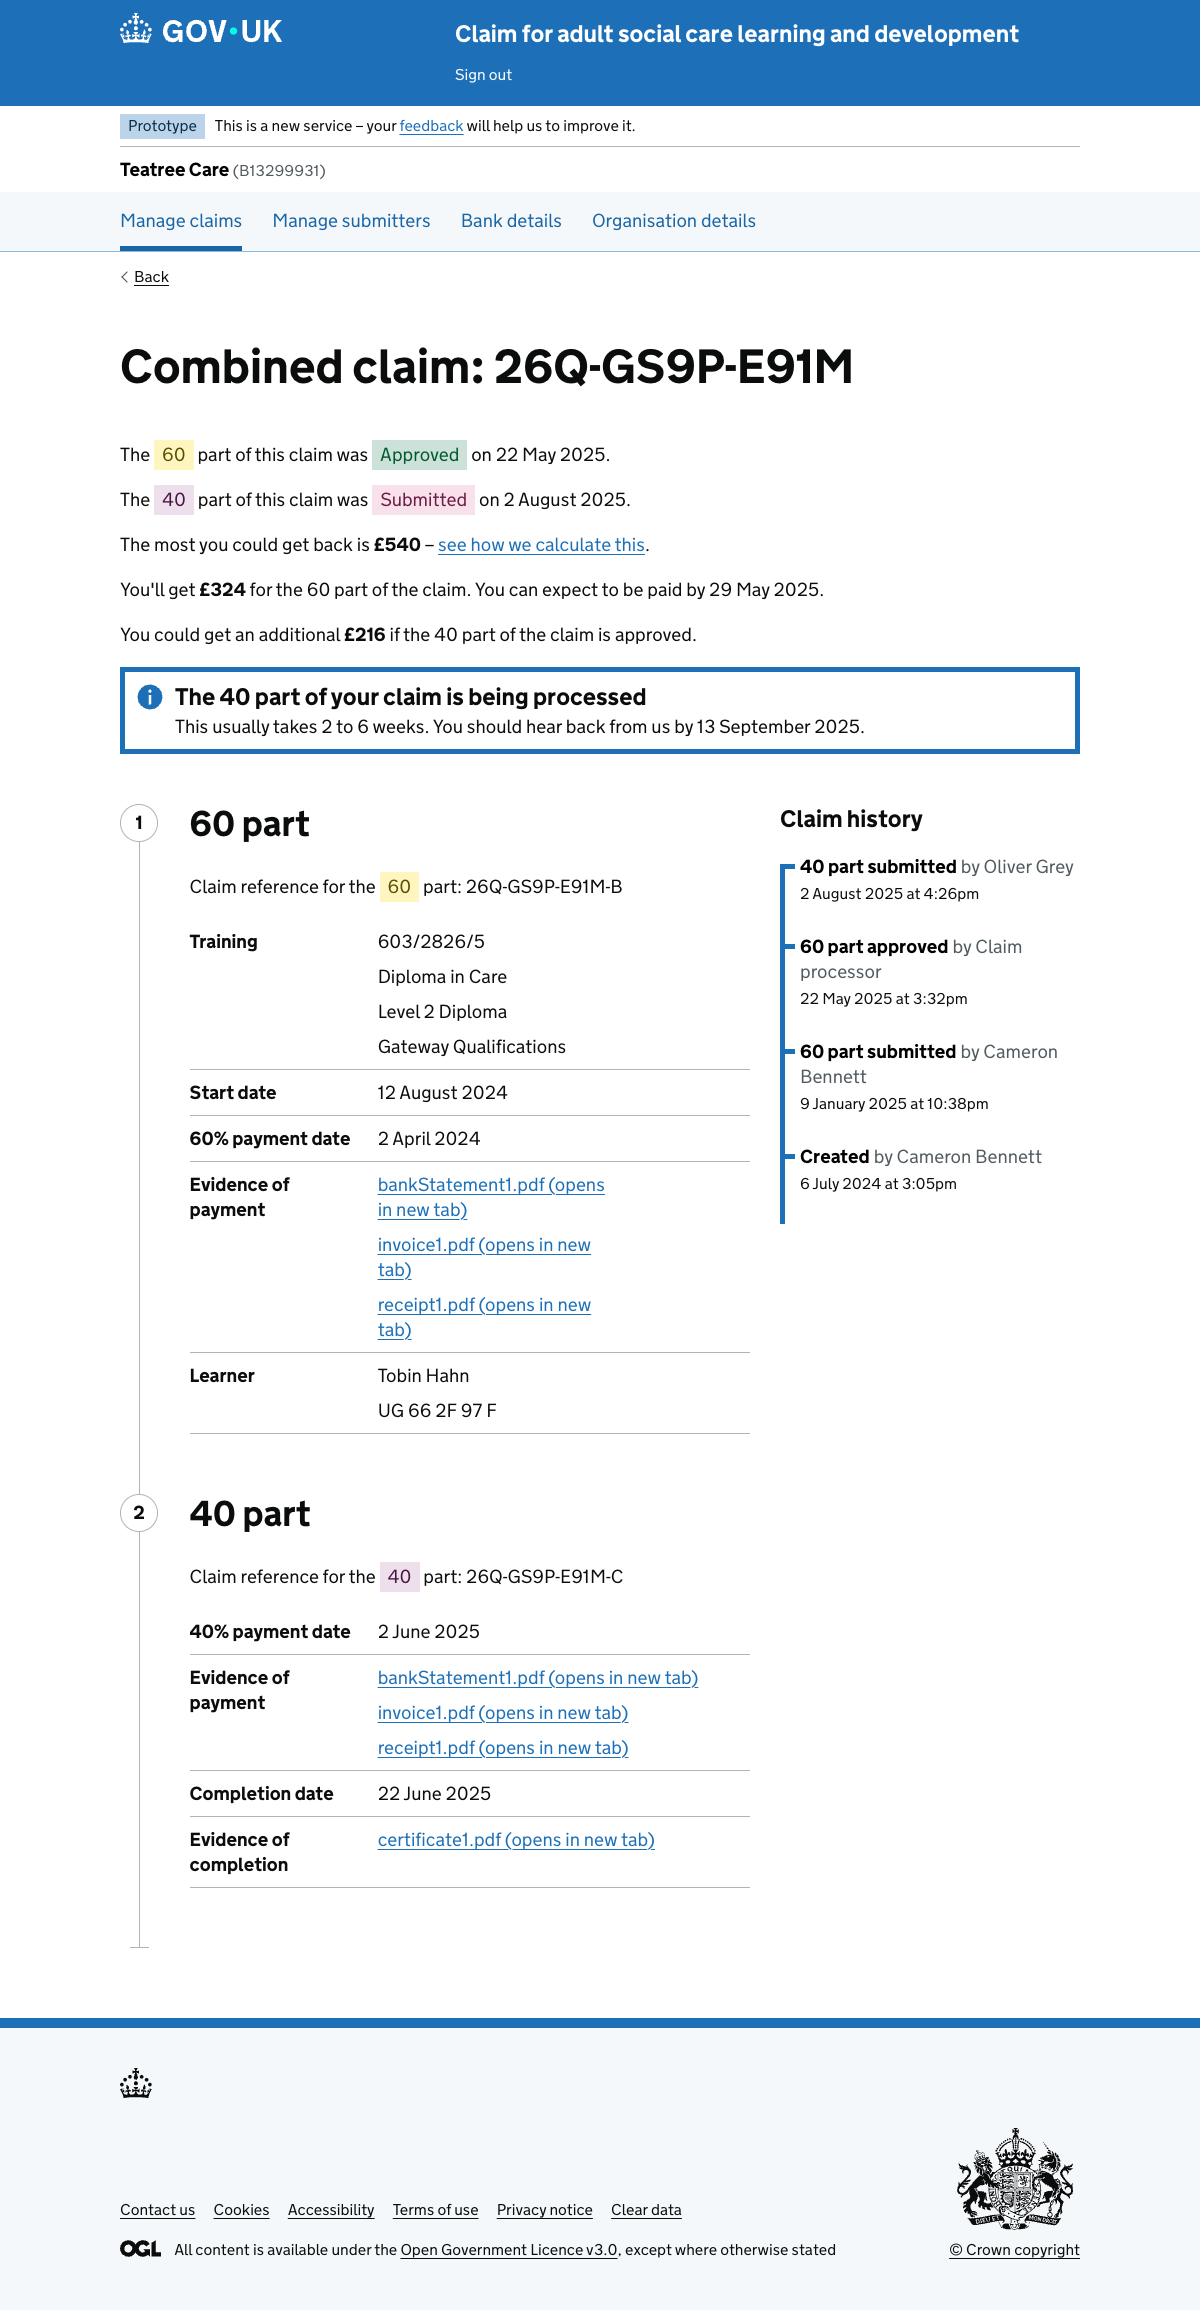 GOV·UK
Claim for adult social care learning and development
Sign out
Prototype This is a new service – your feedback will help us to improve it.
Teatree Care (B13299931)
Manage claims Manage submitters Bank details Organisation details
Back
Combined claim: 26Q-GS9P-E91M
The 60 part of this claim was Approved on 22 May 2025.
The 40 part of this claim was Submitted on 2 August 2025.
The most you could get back is £540 – see how we calculate this.
You'll get £324 for the 60 part of the claim. You can expect to be paid by 29 May 2025.
You could get an additional £216 if the 40 part of the claim is approved.
The 40 part of your claim is being processed
This usually takes 2 to 6 weeks. You should hear back from us by 13 September 2025.
1
60 part
Claim reference for the 60 part: 26Q-GS9P-E91M-B
Training 603/2826/5
Diploma in Care
Level 2 Diploma
Gateway Qualifications
Start date 12 August 2024
60% payment date 2 April 2024
Evidence of payment
bankStatement1.pdf (opens
in new tab)
invoice1.pdf (opens in new
tab)
receipt1.pdf (opens in new
tab)
Learner Tobin Hahn
UG 66 2F 97 F
2
40 part
Claim reference for the 40 part: 26Q-GS9P-E91M-C
40% payment date 2 June 2025
Evidence of payment
bankStatement1.pdf (opens in new tab)
invoice1.pdf (opens in new tab)
receipt1.pdf (opens in new tab)
Completion date 22 June 2025
Evidence of completion
certificate1.pdf (opens in new tab)
Claim history
40 part submitted by Oliver Grey
2 August 2025 at 4:26pm
60 part approved by Claim
processor
22 May 2025 at 3:32pm
60 part submitted by Cameron
Bennett
9 January 2025 at 10:38pm
Created by Cameron Bennett
6 July 2024 at 3:05pm
Contact us Cookies Accessibility Terms of use Privacy notice Clear data
OGL All content is available under the Open Government Licence v3.0, except where otherwise stated
© Crown copyright